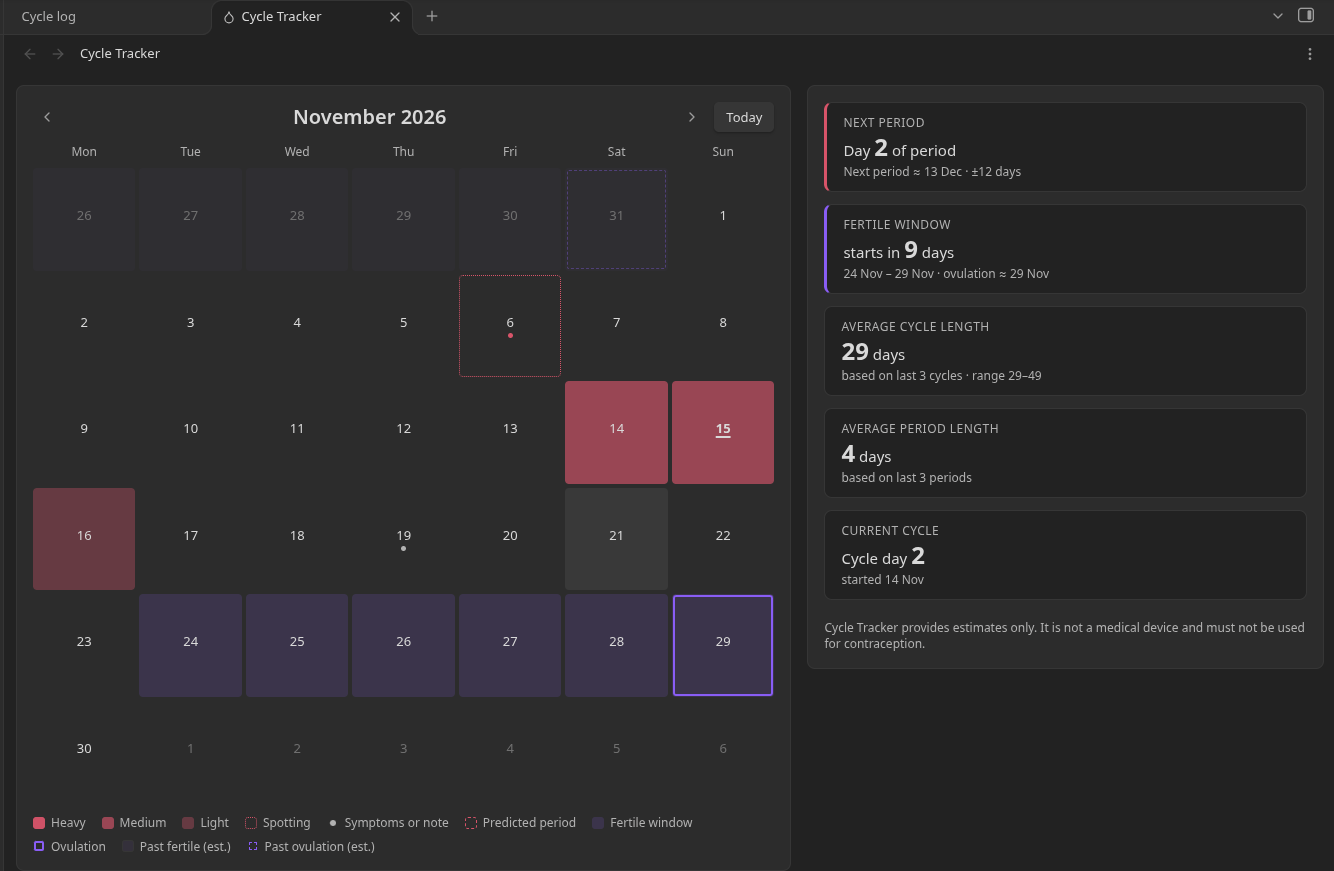 Cycle log
Cycle Tracker
Cycle Tracker
November 2026
Today
Mon Tue Wed Thu Fri Sat Sun
26 27 28 29 30 31 1
2 3 4 5 6 7 8
9 10 11 12 13 14 15
16 17 18 19 20 21 22
23 24 25 26 27 28 29
30 1 2 3 4 5 6
Heavy Medium Light Spotting Symptoms or note Predicted period Fertile window
Ovulation Past fertile (est.) Past ovulation (est.)
NEXT PERIOD
Day 2 of period
Next period ≈ 13 Dec · ±12 days
FERTILE WINDOW
starts in 9 days
24 Nov – 29 Nov · ovulation ≈ 29 Nov
AVERAGE CYCLE LENGTH
29 days
based on last 3 cycles · range 29–49
AVERAGE PERIOD LENGTH
4 days
based on last 3 periods
CURRENT CYCLE
Cycle day 2
started 14 Nov
Cycle Tracker provides estimates only. It is not a medical device and must not be used
for contraception.